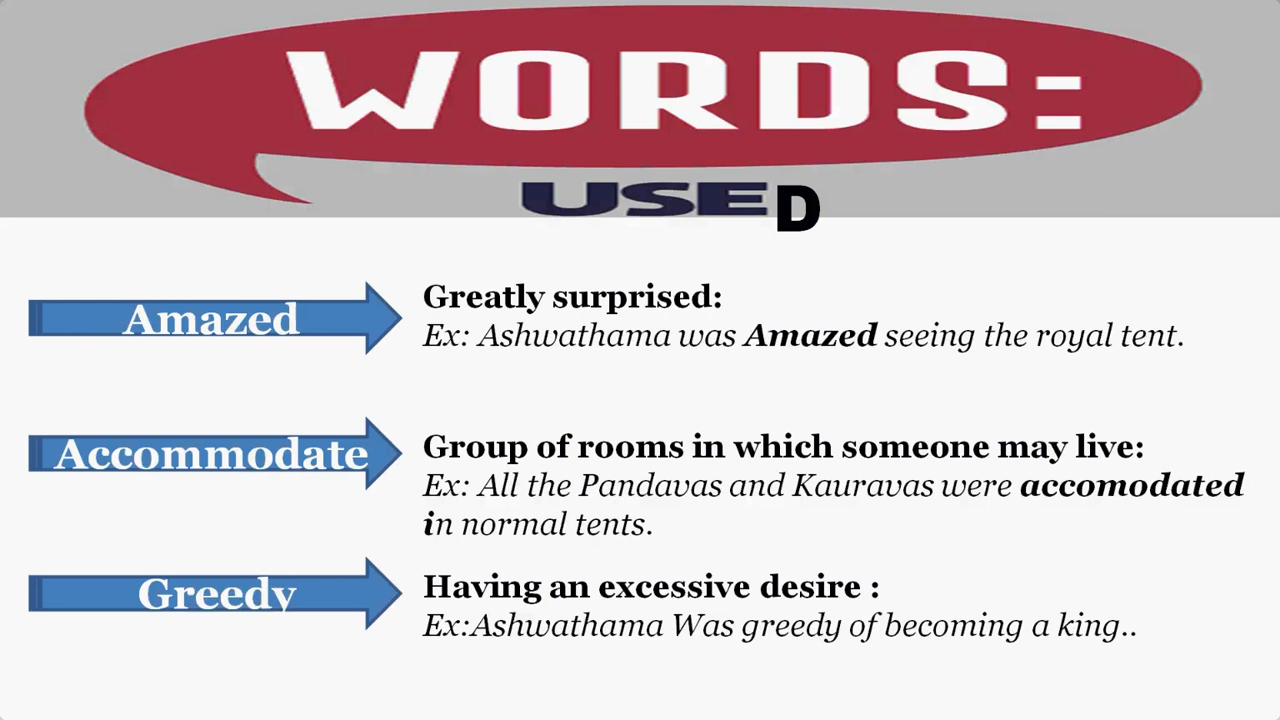 WORDS:
USED
Amazed
Greatly surprised:
Ex: Ashwathama was Amazed seeing the royal tent.
Accommodate
Group of rooms in which someone may live:
Ex: All the Pandavas and Kauravas were accomodated
in normal tents.
Greedy
Having an excessive desire :
Ex:Ashwathama Was greedy of becoming a king..